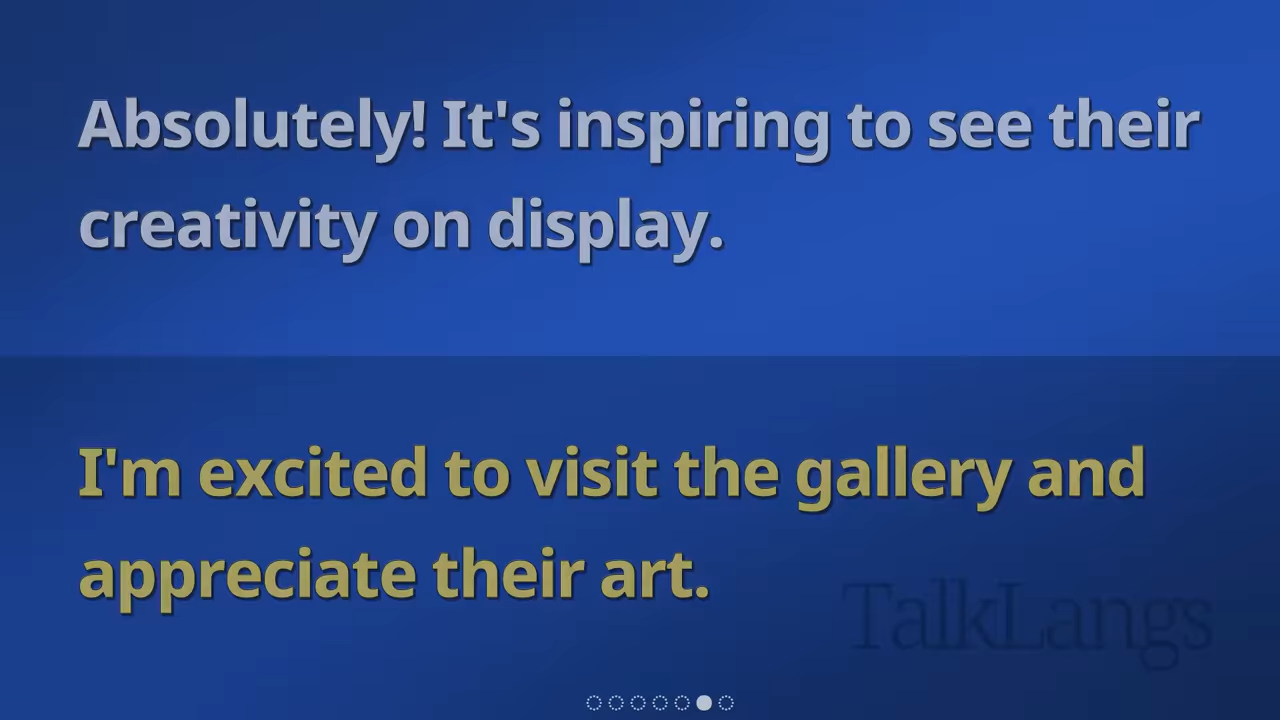 Absolutely! It's inspiring to see their
creativity on display.
I'm excited to visit the gallery and
appreciate their art.
TalkLangs